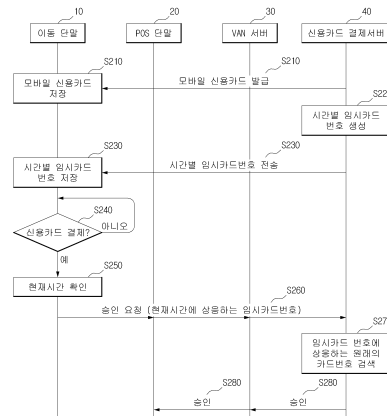 10
20
30
40
이동 단말
POS 단말
VAN 서버
신용카드 결제서버
S210
S210
모바일 신용카드
저장
모바일 신용카드 발급
S22
시간별 임시카드
번호 생성
S230
S230
시간별 임시카드
번호 저장
시간별 임시카드번호 전송
S240
신용카드 결제?
아니오
예
S250
현재시간 확인
S260
승인 요청 (현재시간에 상응하는 임시카드번호)
S27
임시카드 번호에
상응하는 원래의
카드번호 검색
S280
S280
승인
승인